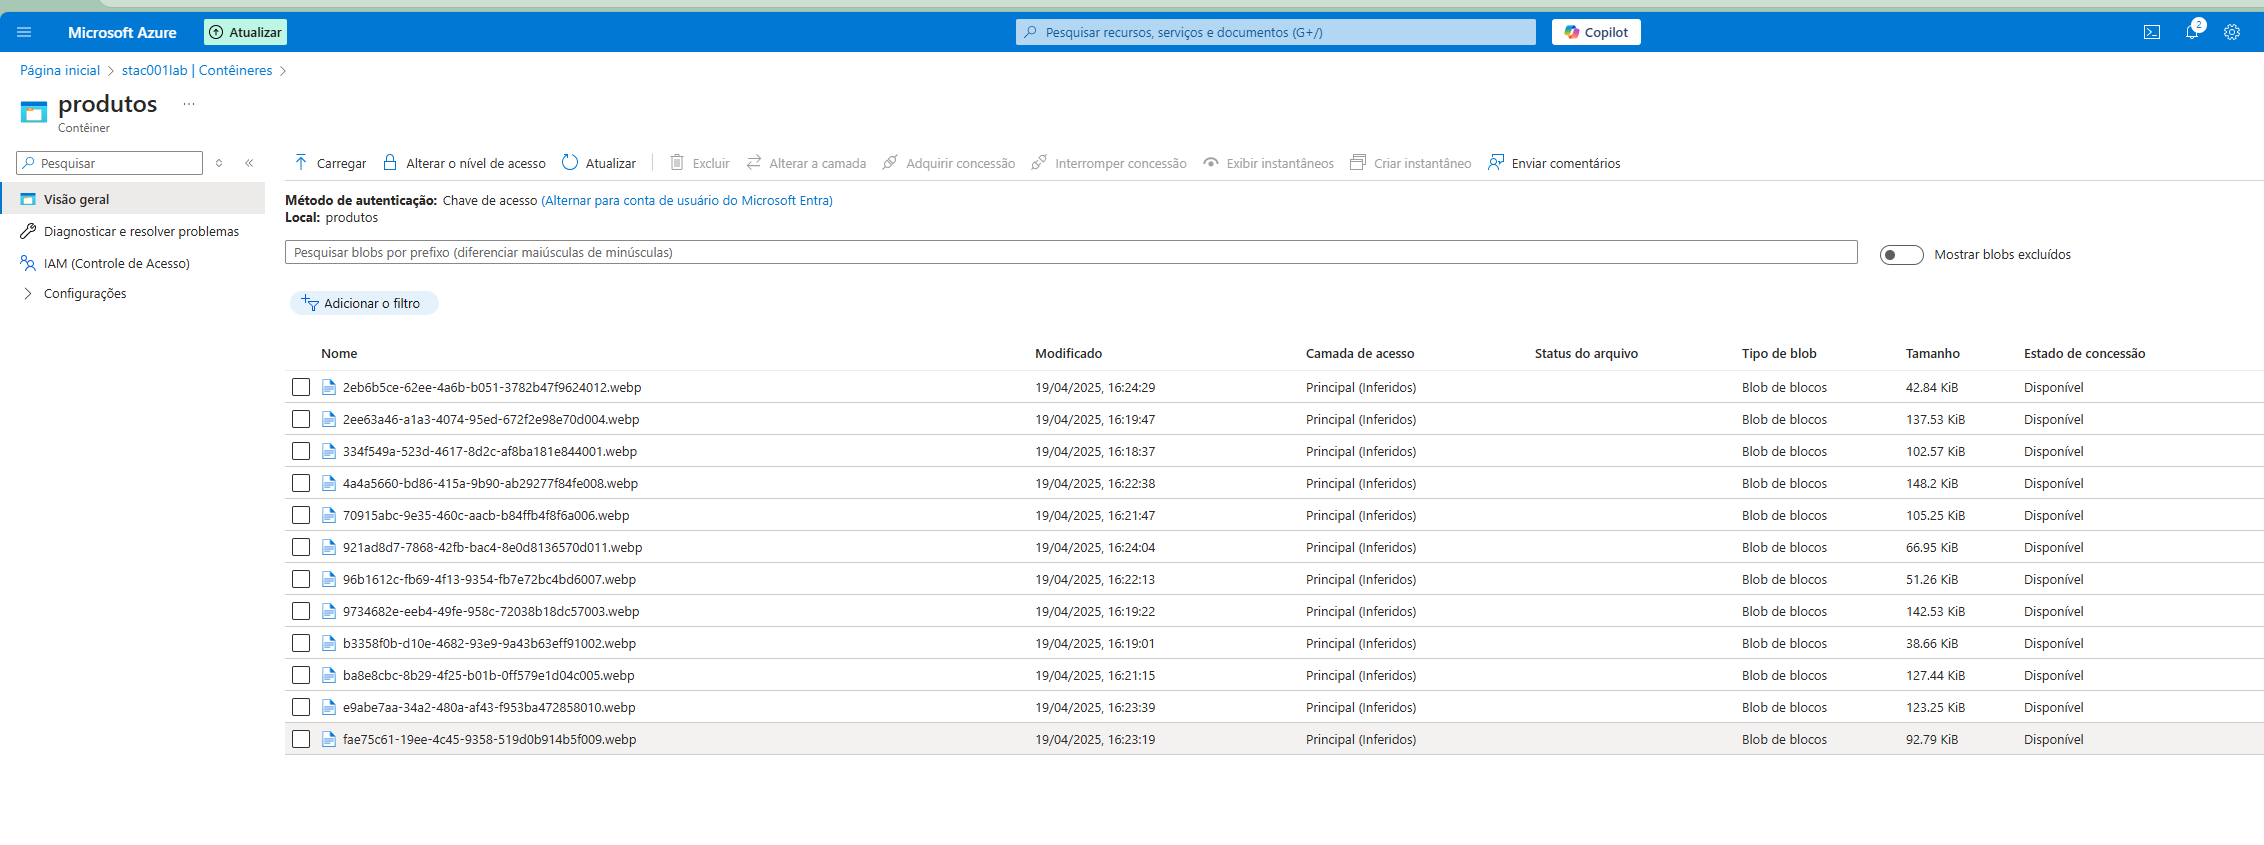 Microsoft Azure Atualizar Pesquisar recursos, serviços e documentos (G+/) Copilot 2
Página inicial > stac001lab | Contêineres >
produtos ...
Contêiner
Pesquisar
Carregar Alterar o nível de acesso Atualizar Excluir Alterar a camada Adquirir concessão Interromper concessão Exibir instantâneos Criar instantâneo Enviar comentários
Visão geral
Diagnosticar e resolver problemas
IAM (Controle de Acesso)
Configurações
Método de autenticação: Chave de acesso (Alternar para conta de usuário do Microsoft Entra)
Local: produtos
Pesquisar blobs por prefixo (diferenciar maiúsculas de minúsculas) Mostrar blobs excluídos
Adicionar o filtro
Nome Modificado Camada de acesso Status do arquivo Tipo de blob Tamanho Estado de concessão
2eb6b5ce-62ee-4a6b-b051-3782b47f9624012.webp 19/04/2025, 16:24:29 Principal (Inferidos) Blob de blocos 42.84 KiB Disponível
2ee63a46-a1a3-4074-95ed-672f2e98e70d004.webp 19/04/2025, 16:19:47 Principal (Inferidos) Blob de blocos 137.53 KiB Disponível
334f549a-523d-4617-8d2c-af8ba181e844001.webp 19/04/2025, 16:18:37 Principal (Inferidos) Blob de blocos 102.57 KiB Disponível
4a4a5660-bd86-415a-9b90-ab29277f84fe008.webp 19/04/2025, 16:22:38 Principal (Inferidos) Blob de blocos 148.2 KiB Disponível
70915abc-9e35-460c-aacb-b84ffb4f8f6a006.webp 19/04/2025, 16:21:47 Principal (Inferidos) Blob de blocos 105.25 KiB Disponível
921ad8d7-7868-42fb-bac4-8e0d8136570d011.webp 19/04/2025, 16:24:04 Principal (Inferidos) Blob de blocos 66.95 KiB Disponível
96b1612c-fb69-4f13-9354-fb7e72bc4bd6007.webp 19/04/2025, 16:22:13 Principal (Inferidos) Blob de blocos 51.26 KiB Disponível
9734682e-eeb4-49fe-958c-72038b18dc57003.webp 19/04/2025, 16:19:22 Principal (Inferidos) Blob de blocos 142.53 KiB Disponível
b3358f0b-d10e-4682-93e9-9a43b63eff91002.webp 19/04/2025, 16:19:01 Principal (Inferidos) Blob de blocos 38.66 KiB Disponível
ba8e8cbc-8b29-4f25-b01b-0ff579e1d04c005.webp 19/04/2025, 16:21:15 Principal (Inferidos) Blob de blocos 127.44 KiB Disponível
e9abe7aa-34a2-480a-af43-f953ba472858010.webp 19/04/2025, 16:23:39 Principal (Inferidos) Blob de blocos 123.25 KiB Disponível
fae75c61-19ee-4c45-9358-519d0b914b5f009.webp 19/04/2025, 16:23:19 Principal (Inferidos) Blob de blocos 92.79 KiB Disponível